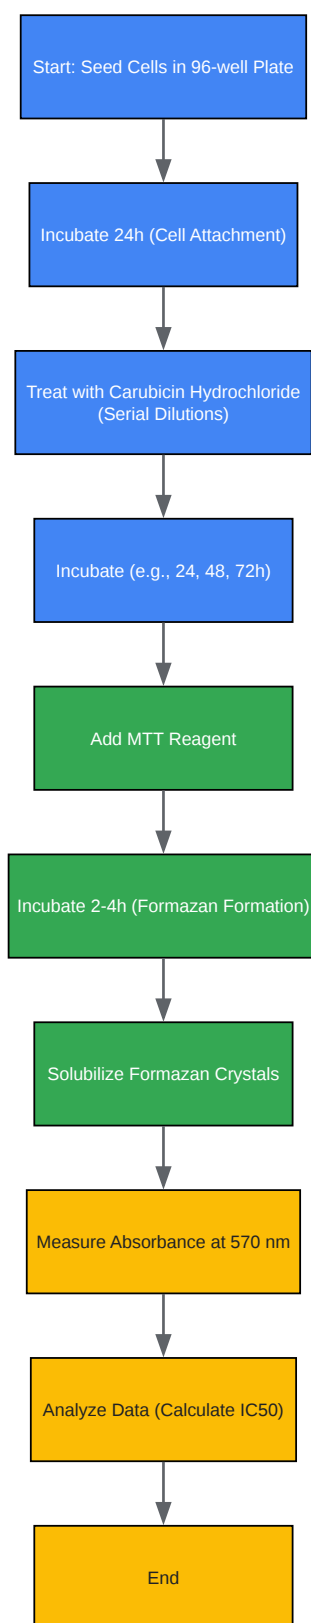 Start: Seed Cells in 96-well Plate
Incubate 24h (Cell Attachment)
Treat with Carubicin Hydrochloride
(Serial Dilutions)
Incubate (e.g., 24, 48, 72h)
Add MTT Reagent
Incubate 2-4h (Formazan Formation)
Solubilize Formazan Crystals
Measure Absorbance at 570 nm
Analyze Data (Calculate IC50)
End